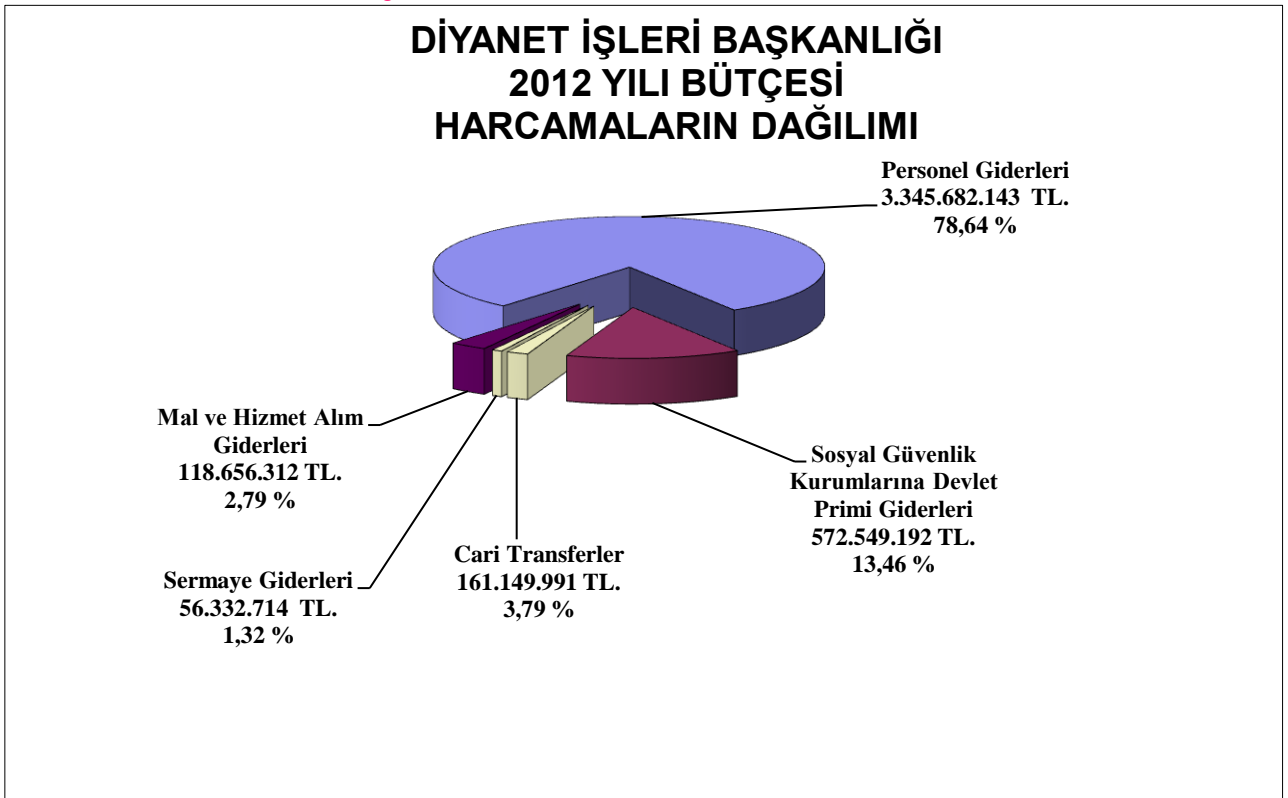 DİYANET İŞLERİ BAŞKANLIĞI
2012 YILI BÜTÇESİ
HARCAMALARIN DAĞILIMI
Personel Giderleri
3.345.682.143 TL.
78,64 %
Mal ve Hizmet Alım
Giderleri
118.656.312 TL.
2,79 %
Sosyal Güvenlik
Kurumlarına Devlet
Primi Giderleri
572.549.192 TL.
13,46 %
Cari Transferler
161.149.991 TL.
3,79 %
Sermaye Giderleri
56.332.714 TL.
1,32 %